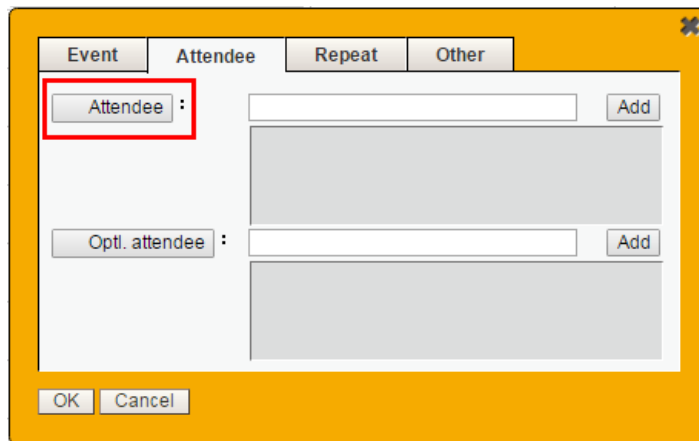 Event Attendee Repeat Other
Attendee : Add
Optl. attendee : Add
OK Cancel